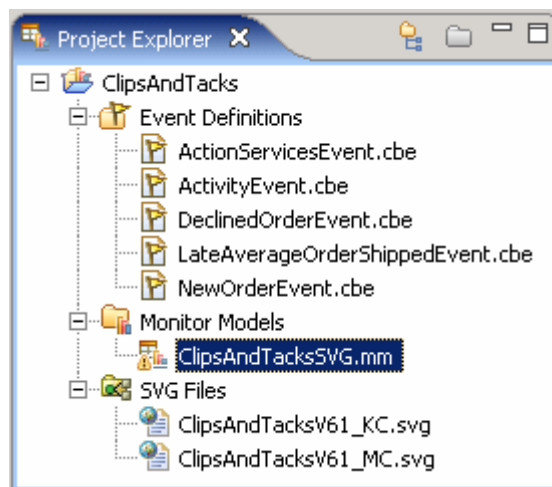 Project Explorer
ClipsAndTacks
Event Definitions
ActionServicesEvent.cbe
ActivityEvent.cbe
DeclinedOrderEvent.cbe
LateAverageOrderShippedEvent.cbe
NewOrderEvent.cbe
Monitor Models
ClipsAndTacksSVG.mm
SVG Files
ClipsAndTacksV61_KC.svg
ClipsAndTacksV61_MC.svg